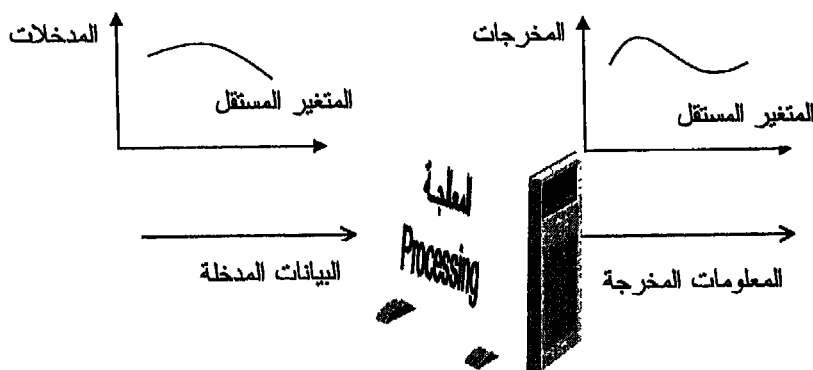 المدخلات
المتغير المستقل
المخرجات
المتغير المستقل
المعالجة
Processing
البيانات المدخلة
المعلومات المخرجة